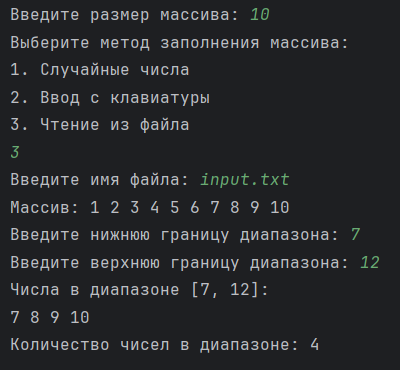 Введите размер массива: 10
Выберите метод заполнения массива:
1. Случайные числа
2. Ввод с клавиатуры
3. Чтение из файла
3
Введите имя файла: input.txt
Массив: 1 2 3 4 5 6 7 8 9 10
Введите нижнюю границу диапазона: 7
Введите верхнюю границу диапазона: 12
Числа в диапазоне [7, 12]:
7 8 9 10
Количество чисел в диапазоне: 4